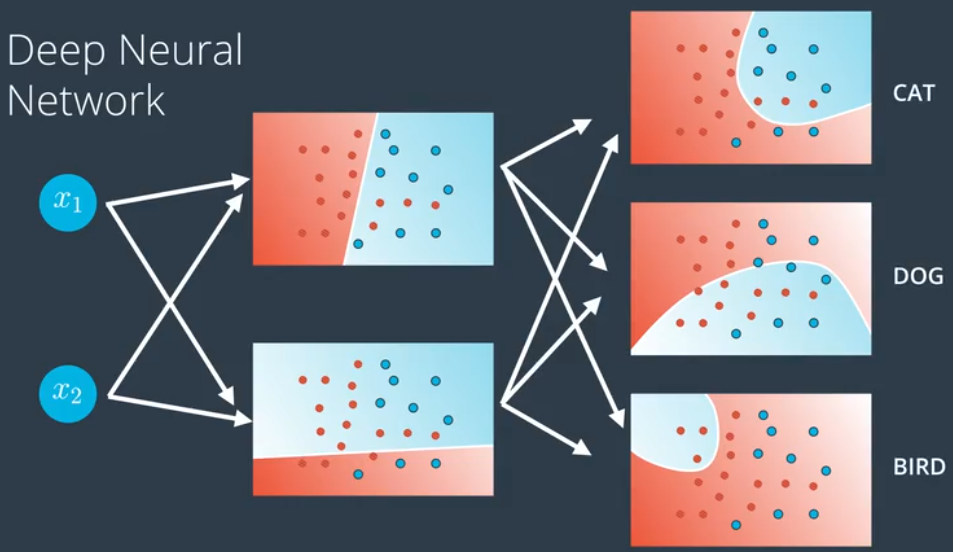 Deep Neural
Network
x₁
x₂
CAT
DOG
BIRD